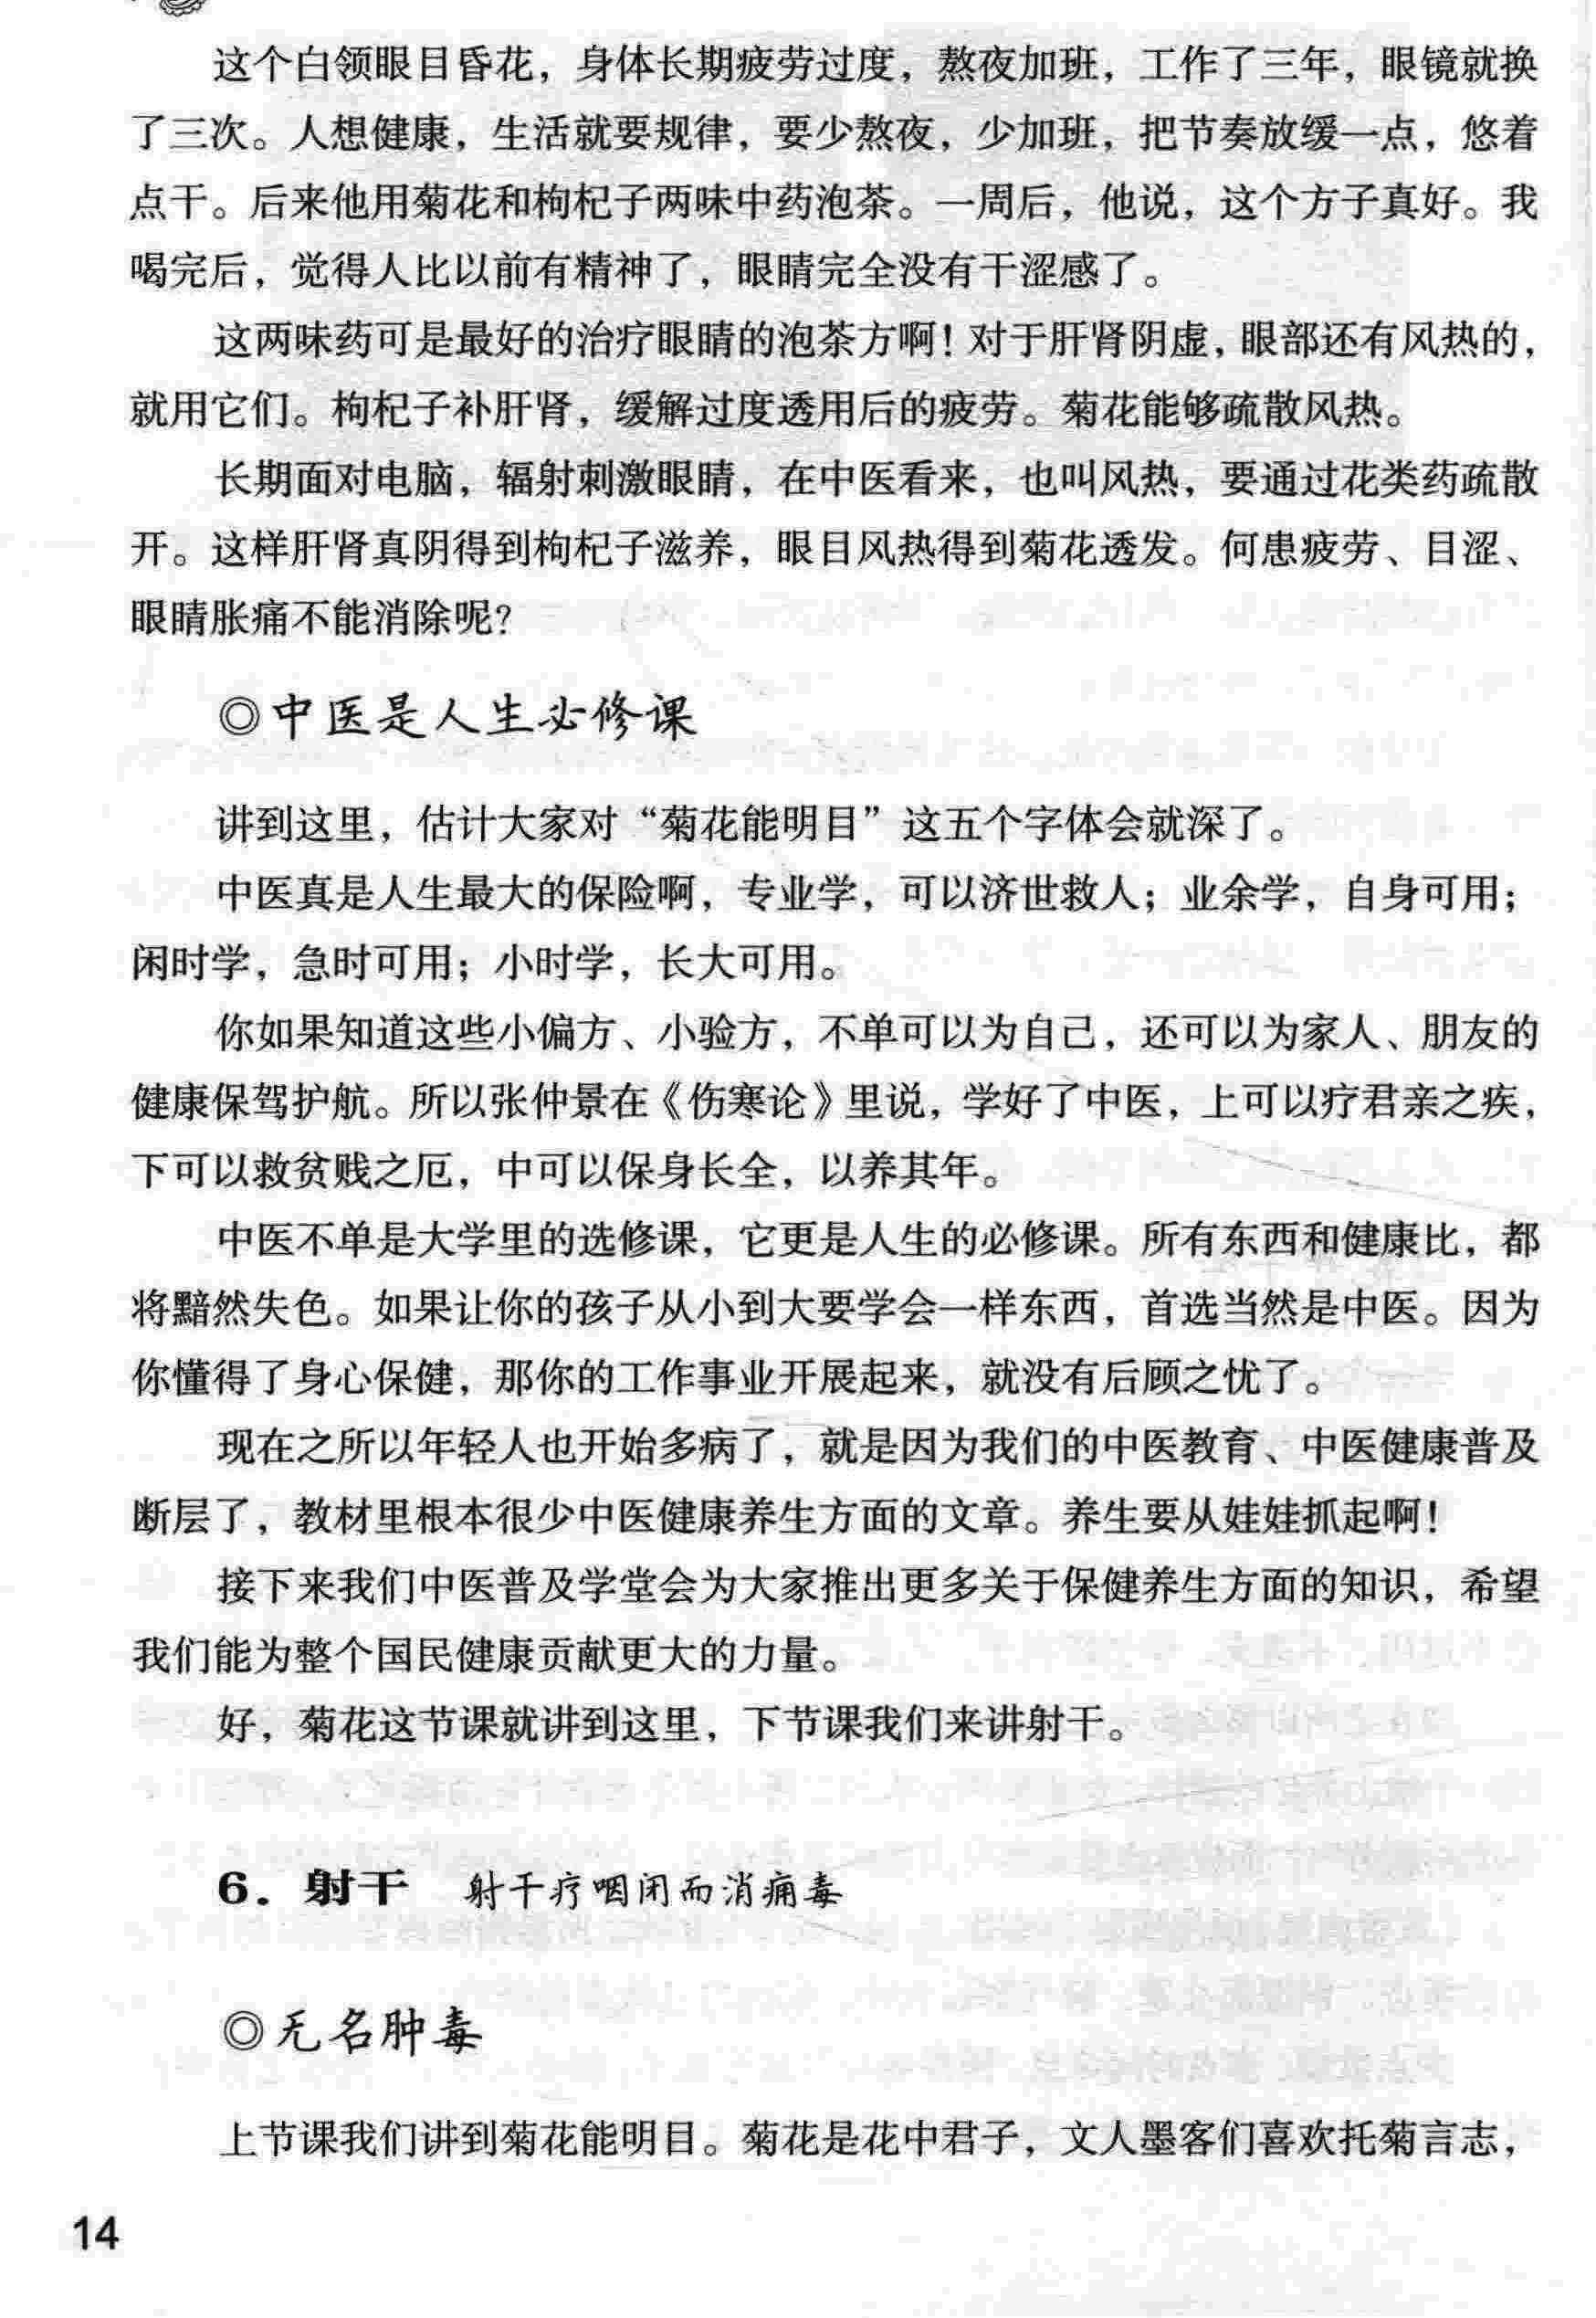 这个白领眼目昏花，身体长期疲劳过度，熬夜加班，工作了三年，眼镜就换
了三次。人想健康，生活就要规律，要少熬夜，少加班，把节奏放缓一点，悠着
点干。后来他用菊花和枸杞子两味中药泡茶。一周后，他说，这个方子真好。我
喝完后，觉得人比以前有精神了，眼睛完全没有干涩感了。
这两味药可是最好的治疗眼睛的泡茶方啊！对于肝肾阴虚，眼部还有风热的，
就用它们。枸杞子补肝肾，缓解过度透用后的疲劳。菊花能够疏散风热。
长期面对电脑，辐射刺激眼睛，在中医看来，也叫风热，要通过花类药疏散
开。这样肝肾真阴得到枸杞子滋养，眼目风热得到菊花透发。何患疲劳、目涩、
眼睛胀痛不能消除呢？
◎中医是人生必修课
讲到这里，估计大家对“菊花能明目”这五个字体会就深了。
中医真是人生最大的保险啊，专业学，可以济世救人；业余学，自身可用；
闲时学，急时可用；小时学，长大可用。
你如果知道这些小偏方、小验方，不单可以为自己，还可以为家人、朋友的
健康保驾护航。所以张仲景在《伤寒论》里说，学好了中医，上可以疗君亲之疾，
下可以救贫贱之厄，中可以保身长全，以养其年。
中医不单是大学里的选修课，它更是人生的必修课。所有东西和健康比，都
将黯然失色。如果让你的孩子从小到大要学会一样东西，首选当然是中医。因为
你懂得了身心保健，那你的工作事业开展起来，就没有后顾之忧了。
现在之所以年轻人也开始多病了，就是因为我们的中医教育、中医健康普及
断层了，教材里根本很少中医健康养生方面的文章。养生要从娃娃抓起啊！
接下来我们中医普及学堂会为大家推出更多关于保健养生方面的知识，希望
我们能为整个国民健康贡献更大的力量。
好，菊花这节课就讲到这里，下节课我们来讲射干。
6. 射干 射干疗咽闭而消痈毒
◎无名肿毒
上节课我们讲到菊花能明目。菊花是花中君子，文人墨客们喜欢托菊言志，
14